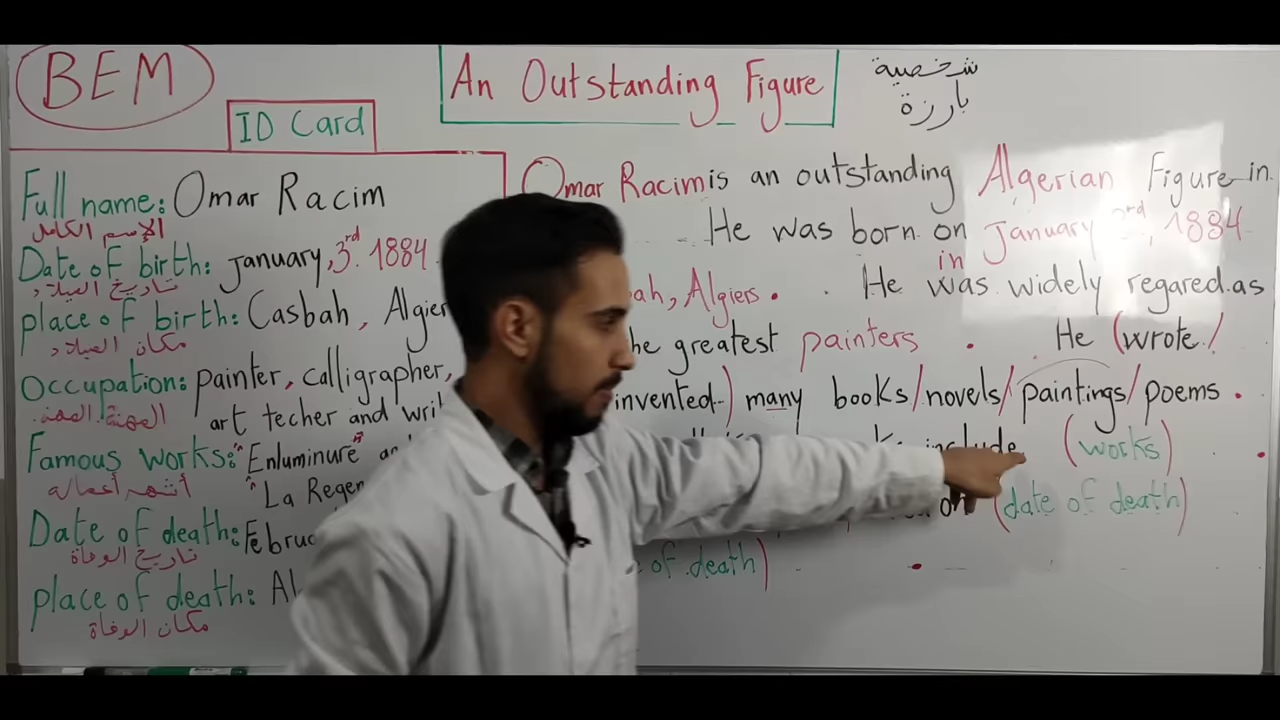 BEM
An Outstanding Figure
شخصية
بارزة
ID Card
Full name: Omar Racim
الإسم الكامل
Date of birth: january, 3rd. 1884
تاريخ الميلاد
place of birth: Casbah, Algier
مكان الميلاد
Occupation: painter, calligrapher,
المهنة، المهن
art techer and wri
Famous works: "Enluminure"
أشهر أعماله
"La Regen
Date of death: Februa
تاريخ الوفاة
place of death: Al
مكان الوفاة
Omar Racim is an outstanding Algerian Figure in
He was born on January 3rd, 1884
in
bah, Algiers. He was widely regared as
he greatest painters. He (wrote/
invented) many books/novels/paintings/poems.
include (works).
on (date of death)
of death).